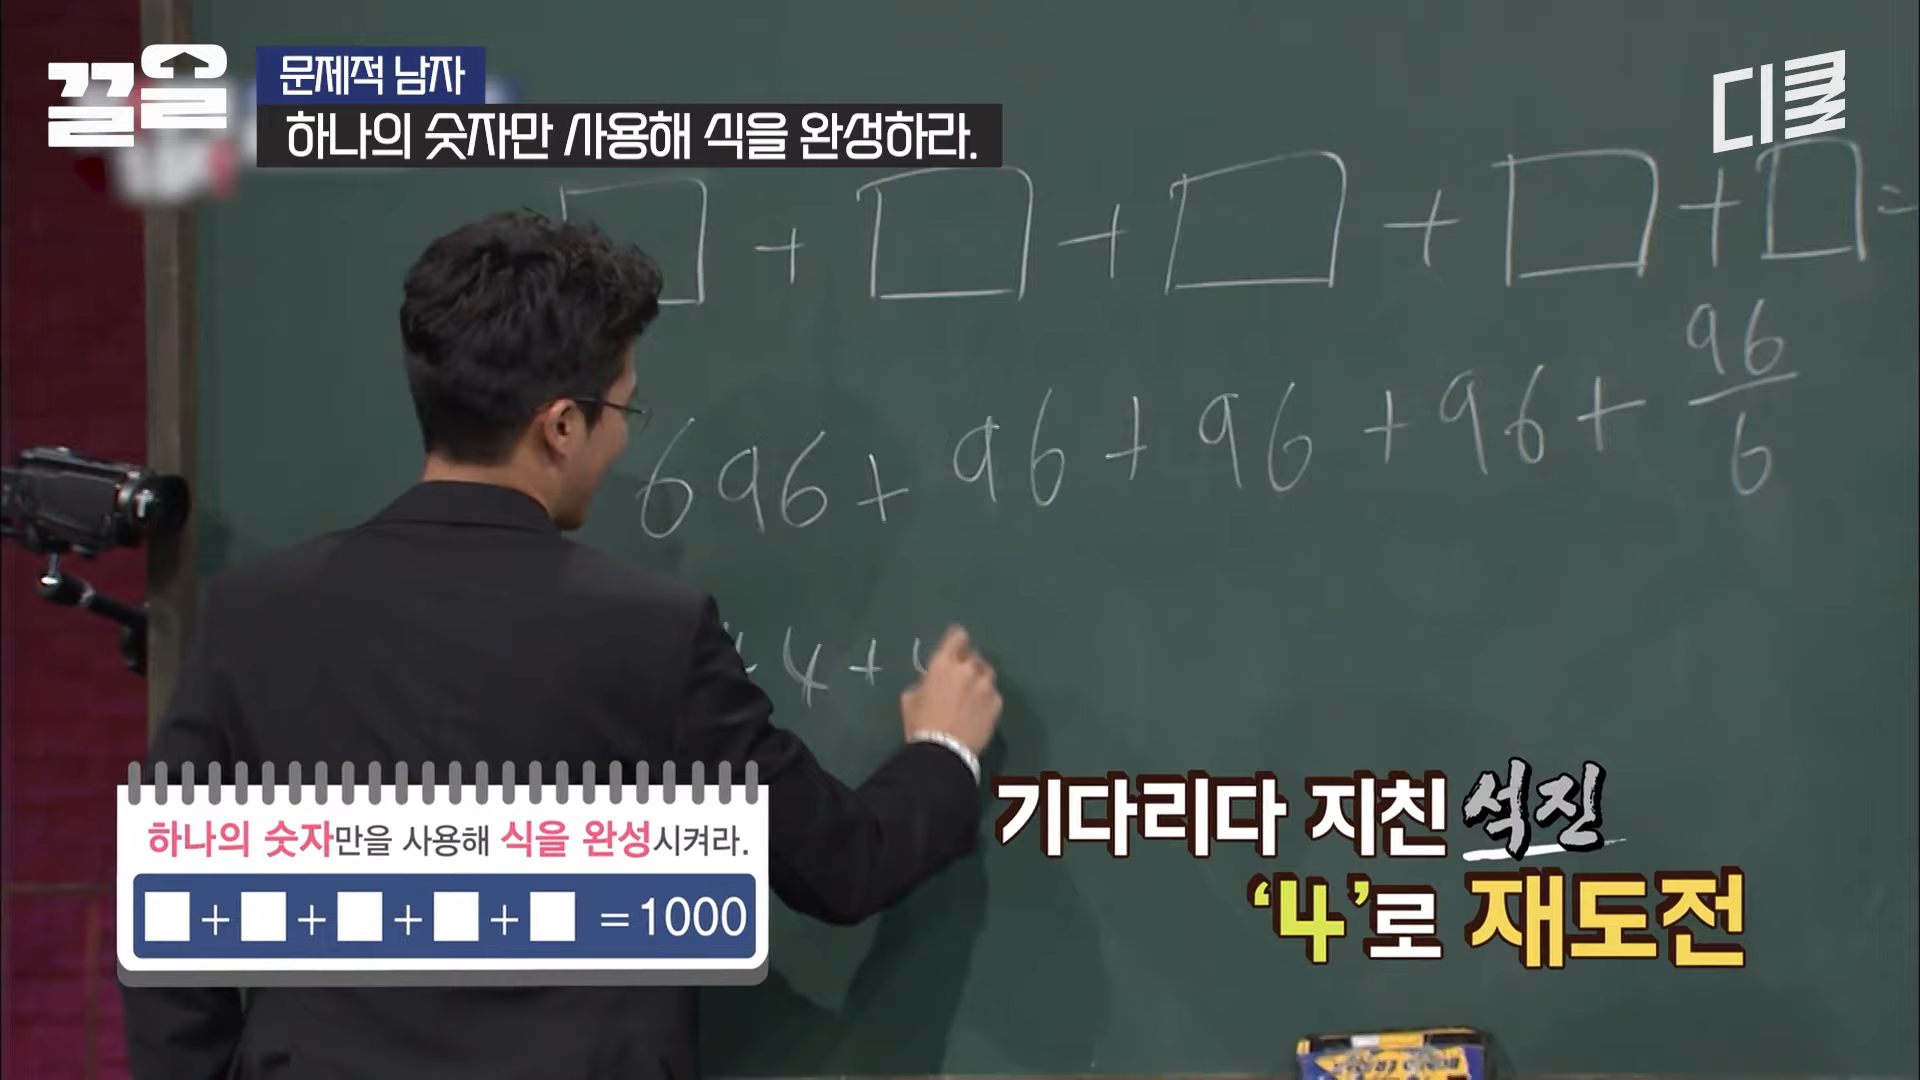 끌올
문제적 남자
하나의 숫자만 사용해 식을 완성하라.
디클
□ + □ + □ + □ + □ =
696 + 96 + 96 + 96 + 96/6
4 +
하나의 숫자만을 사용해 식을 완성시켜라.
□ + □ + □ + □ + □ = 1000
기다리다 지친 석진
‘4’로 재도전